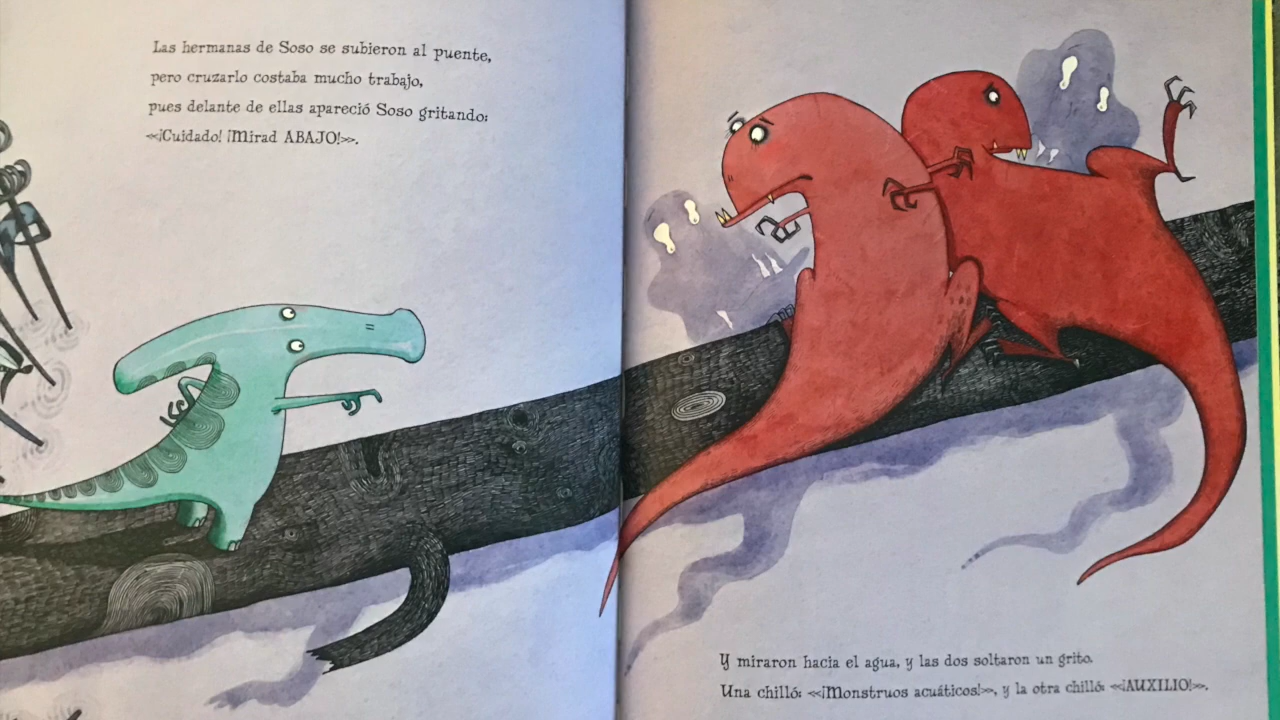 Las hermanas de Soso se subieron al puente,
pero cruzarlo costaba mucho trabajo,
pues delante de ellas apareció Soso gritando:
«¡Cuidado! ¡Mirad ABAJO!».
Y miraron hacia el agua, y las dos soltaron un grito.
Una chilló: «¡Monstruos acuáticos!», y la otra chilló: «¡AUXILIO!».